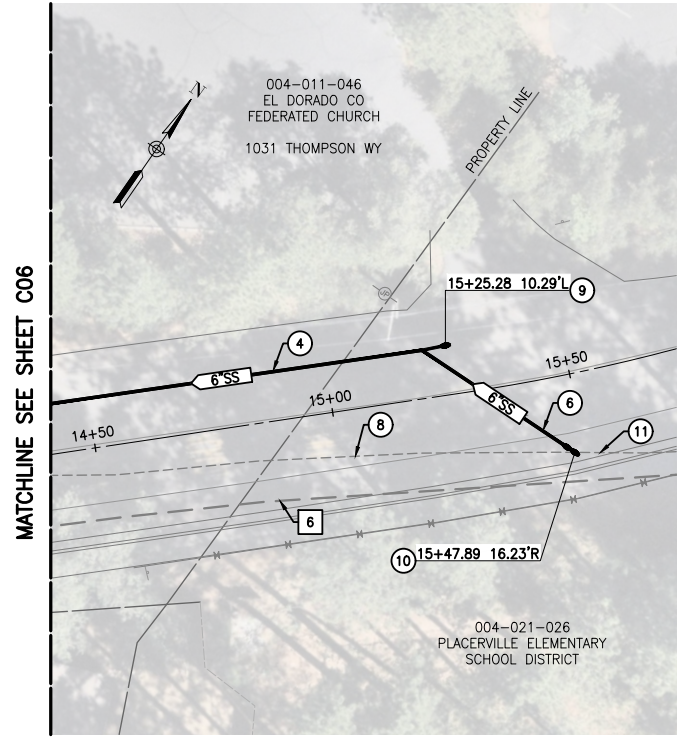 N
004-011-046
EL DORADO CO
FEDERATED CHURCH
1031 THOMPSON WY
PROPERTY LINE
MATCHLINE SEE SHEET C06
15+25.28 10.29'L
9
4
6"SS
15+50
15+00
6"SS
6
14+50
8
11
6
10
15+47.89 16.23'R
004-021-026
PLACERVILLE ELEMENTARY
SCHOOL DISTRICT